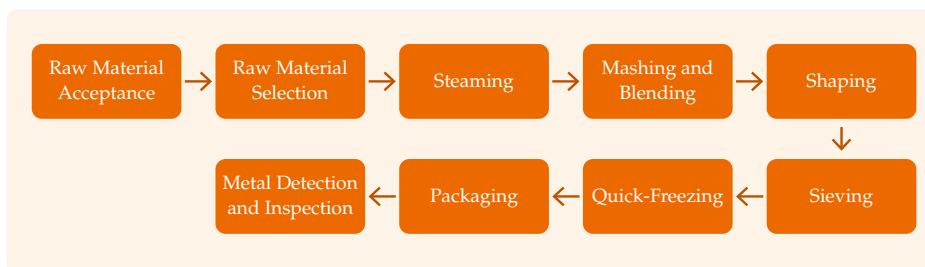 Raw Material
Acceptance
Raw Material
Selection
Steaming
Mashing and
Blending
Shaping
Sieving
Quick-Freezing
Packaging
Metal Detection
and Inspection